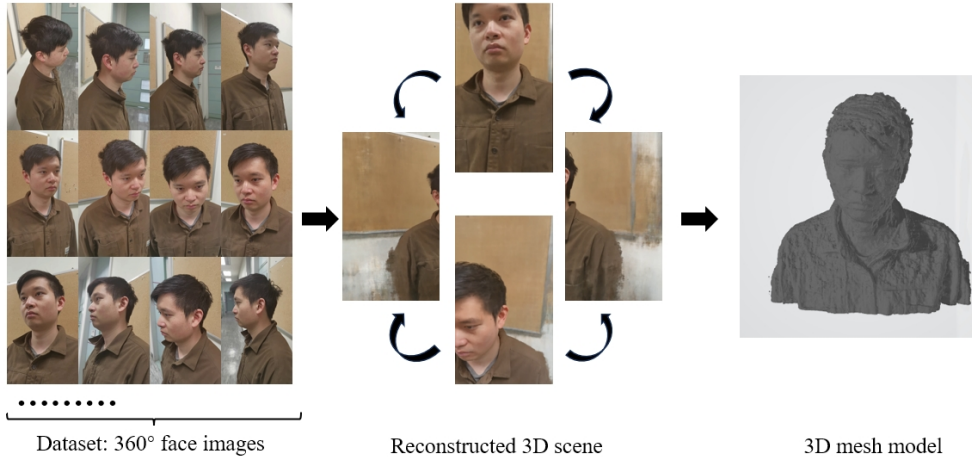 Dataset: 360° face images
Reconstructed 3D scene
3D mesh model